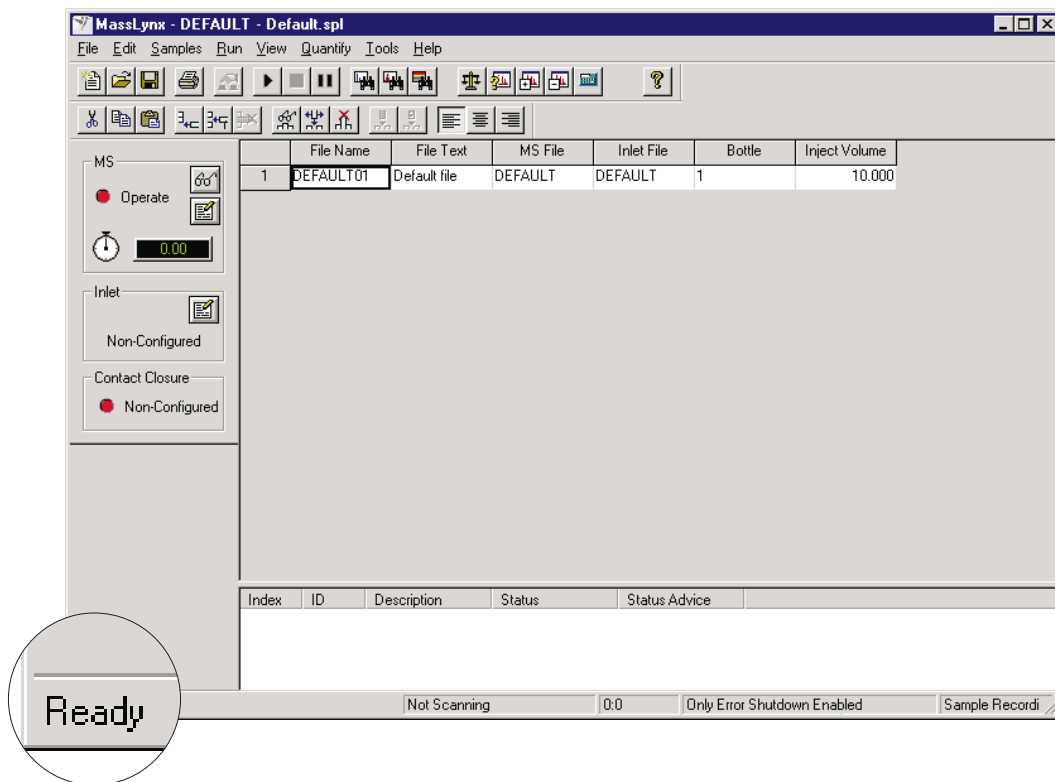 MassLynx - DEFAULT - Default.spl
File Edit Samples Run View Quantify Tools Help
MS
Operate
0.00
Inlet
Non-Configured
Contact Closure
Non-Configured
File Name File Text MS File Inlet File Bottle Inject Volume
1 DEFAULT01 Default file DEFAULT DEFAULT 1 10.000
Index ID Description Status Status Advice
Ready
Not Scanning 0:0 Only Error Shutdown Enabled Sample Recordi